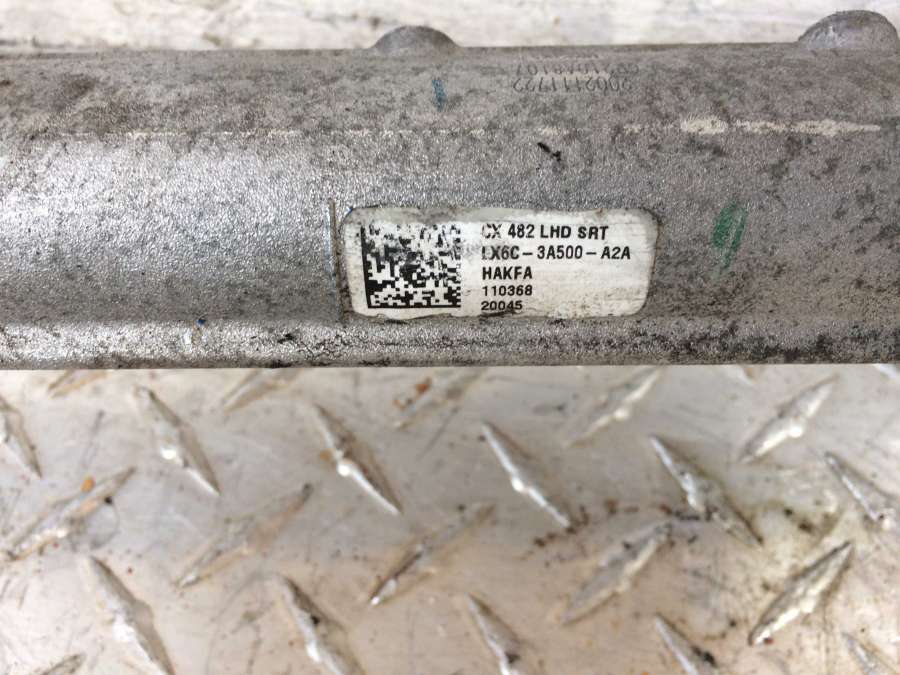 CX 482 LHD SRT
LX6C-3A500-A2A
HAKFA
110368
20045